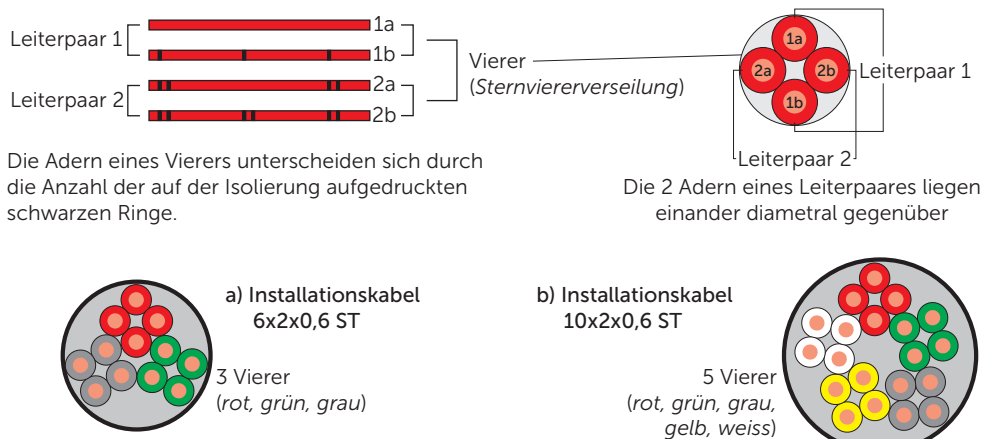 Leiterpaar 1
Leiterpaar 2
1a
1b
2a
2b
Vierer
(Sternviererverseilung)
Die Adern eines Vierers unterscheiden sich durch
die Anzahl der auf der Isolierung aufgedruckten
schwarzen Ringe.
1a
2a
2b
1b
Leiterpaar 1
Leiterpaar 2
Die 2 Adern eines Leiterpaares liegen
einander diametral gegenüber
a) Installationskabel
6x2x0,6 ST
3 Vierer
(rot, grün, grau)
b) Installationskabel
10x2x0,6 ST
5 Vierer
(rot, grün, grau,
gelb, weiss)